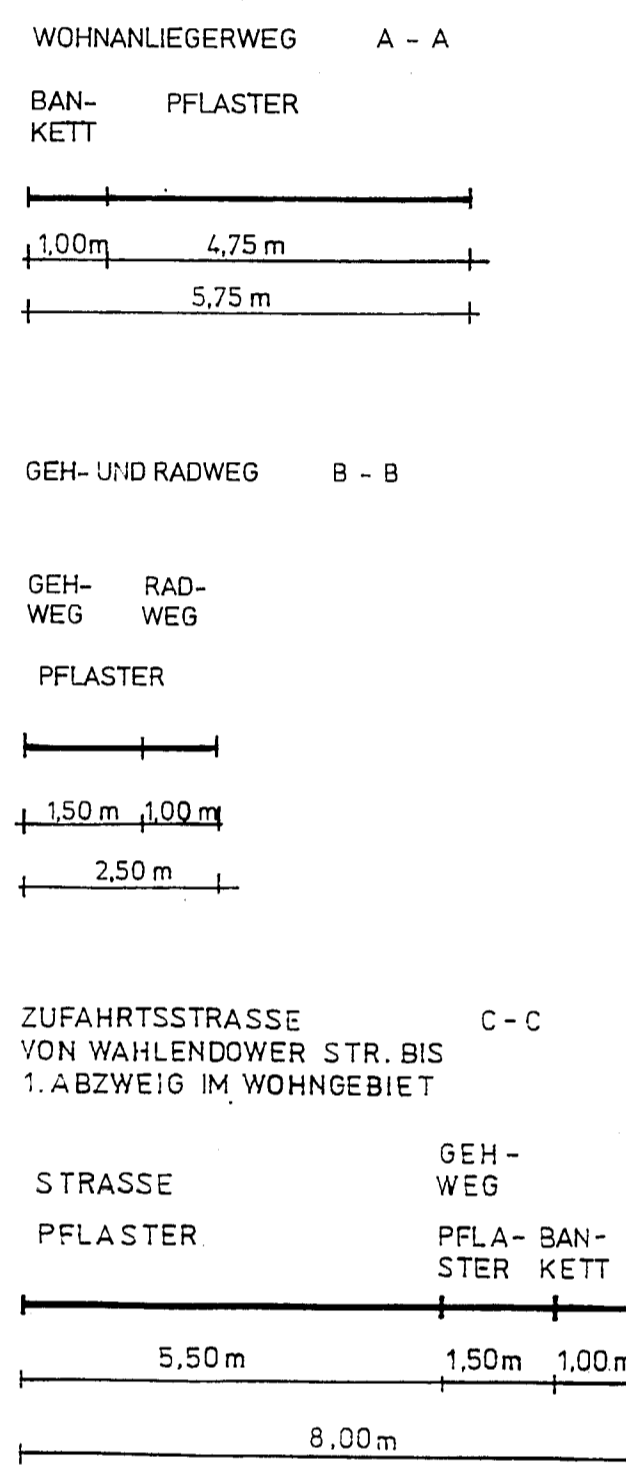 WOHNANLIEGERWEG A - A
BAN- PFLASTER
KETT
1,00m 4,75 m
5,75 m
GEH- UND RADWEG B - B
GEH- RAD-
WEG WEG
PFLASTER
1,50 m 1,00 m
2,50 m
ZUFAHRTSSTRASSE C - C
VON WAHLENDOWER STR. BIS
1. ABZWEIG IM WOHNGEBIET
GEH-
STRASSE WEG
PFLASTER PFLA- BAN-
STER KETT
5,50 m 1,50m 1,00 m
8,00 m